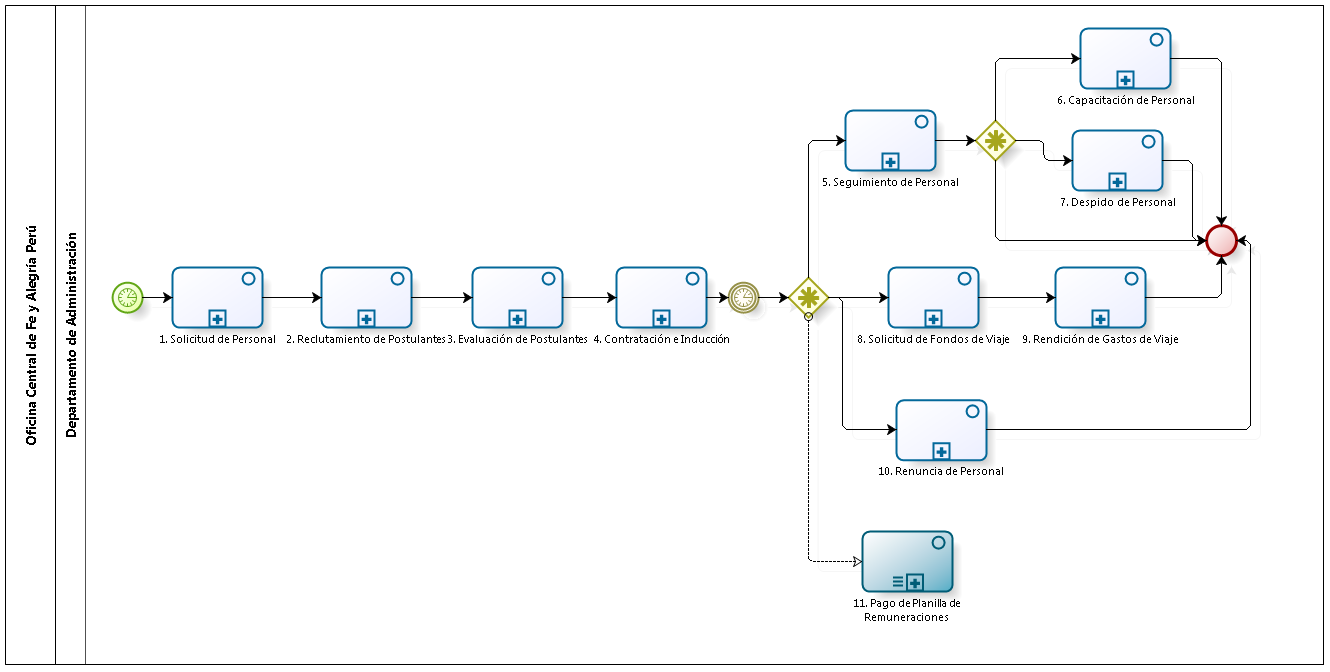 Oficina Central de Fe y Alegría Perú
Departamento de Administración
1. Solicitud de Personal
2. Reclutamiento de Postulantes
3. Evaluación de Postulantes
4. Contratación e Inducción
5. Seguimiento de Personal
6. Capacitación de Personal
7. Despido de Personal
8. Solicitud de Fondos de Viaje
9. Rendición de Gastos de Viaje
10. Renuncia de Personal
11. Pago de Planilla de
Remuneraciones